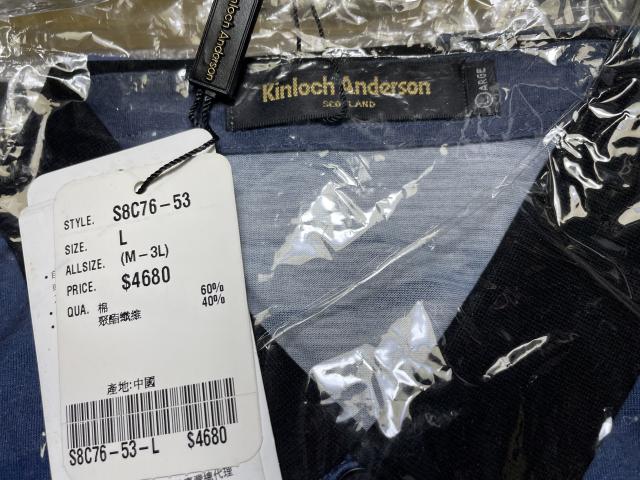 Kinloch Anderson
Kinloch Anderson
SCOTLAND
LARGE
STYLE. S8C76-53
SIZE. L
ALLSIZE. (M-3L)
PRICE. $4680
QUA. 棉 60%
聚酯纖維 40%
產地:中國
S8C76-53-L $4680